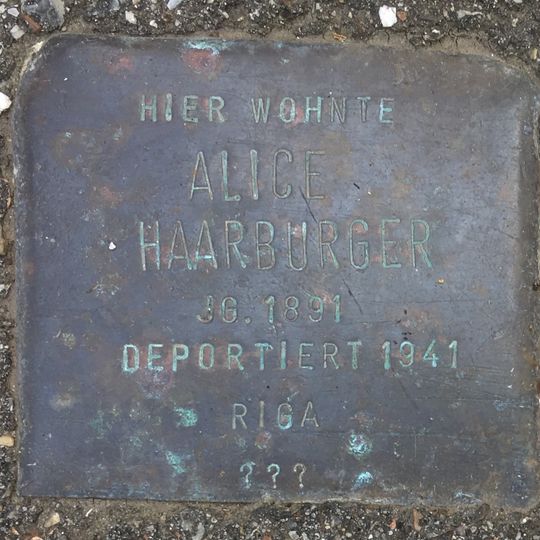 HIER WOHNTE
ALICE
HAARBURGER
JG. 1891
DEPORTIERT 1941
RIGA
???